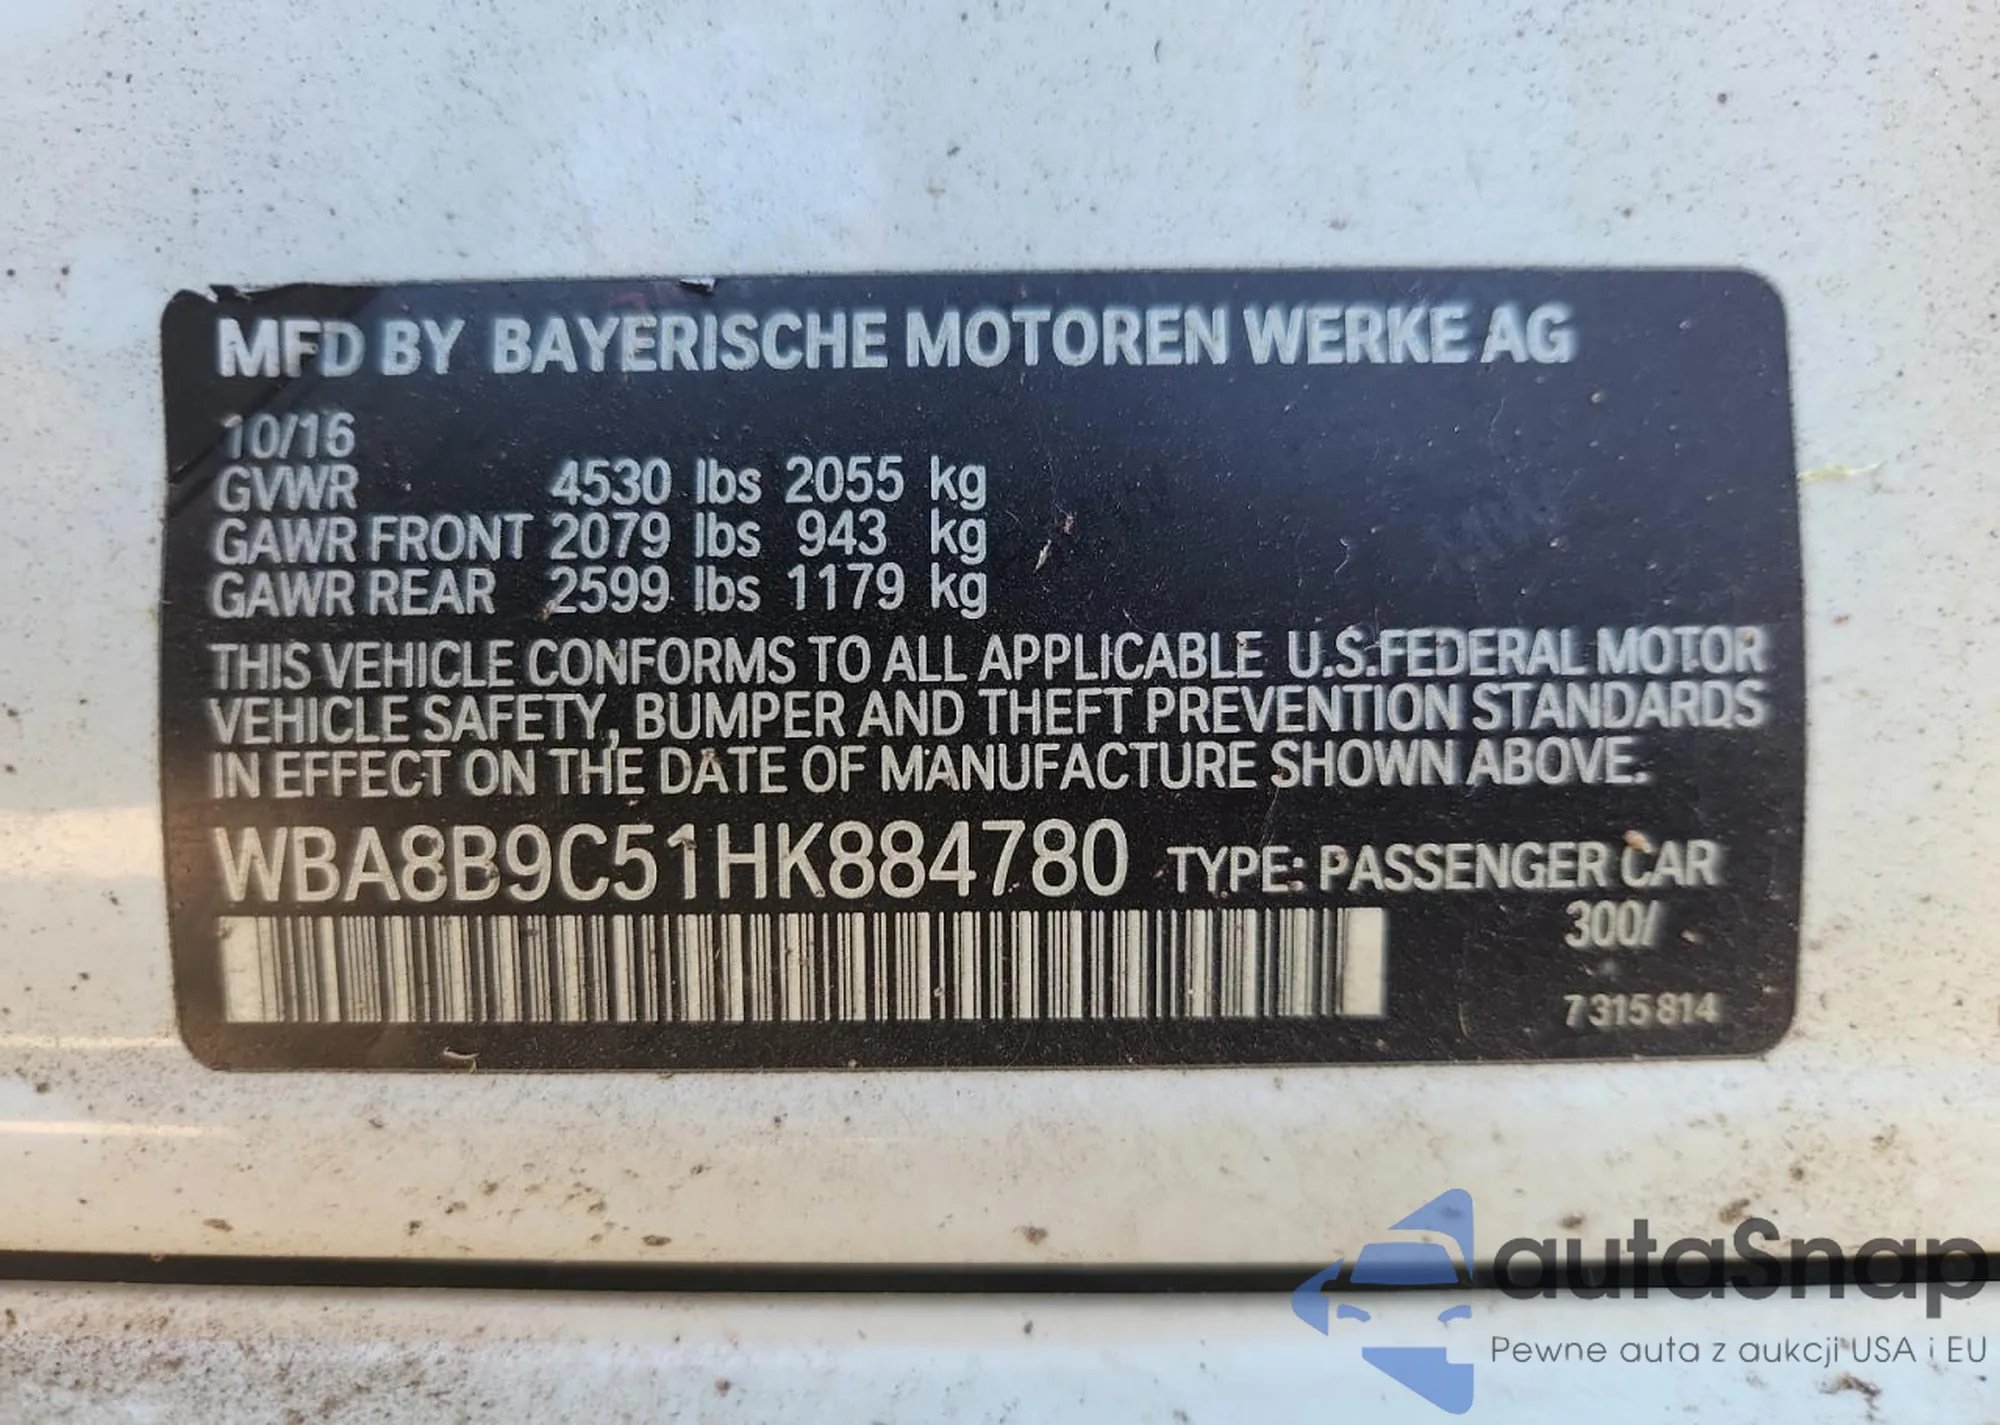 MFD BY BAYERISCHE MOTOREN WERKE AG
10/16
GVWR 4530 lbs 2055 kg
GAWR FRONT 2079 lbs 943 kg
GAWR REAR 2599 lbs 1179 kg
THIS VEHICLE CONFORMS TO ALL APPLICABLE U.S.FEDERAL MOTOR
VEHICLE SAFETY, BUMPER AND THEFT PREVENTION STANDARDS
IN EFFECT ON THE DATE OF MANUFACTURE SHOWN ABOVE.
WBA8B9C51HK884780 TYPE: PASSENGER CAR
300/
7 315 814
autaSnap
Pewne auta z aukcji USA i EU